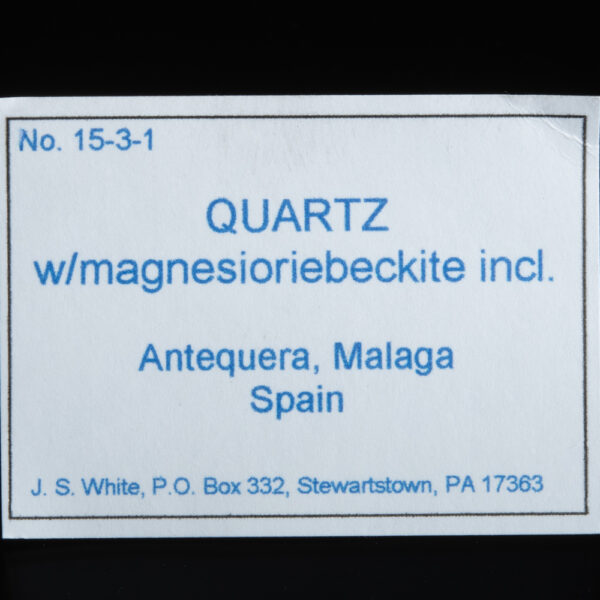 No. 15-3-1
QUARTZ
w/magnesioriebeckite incl.
Antequera, Malaga
Spain
J. S. White, P.O. Box 332, Stewartstown, PA 17363